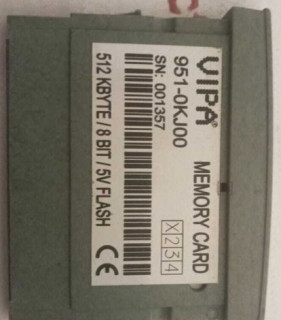 VIPA® MEMORY CARD
951-0KJ00
X 2 3 4
SN: 001357
512 KBYTE / 8 BIT / 5V FLASH CE